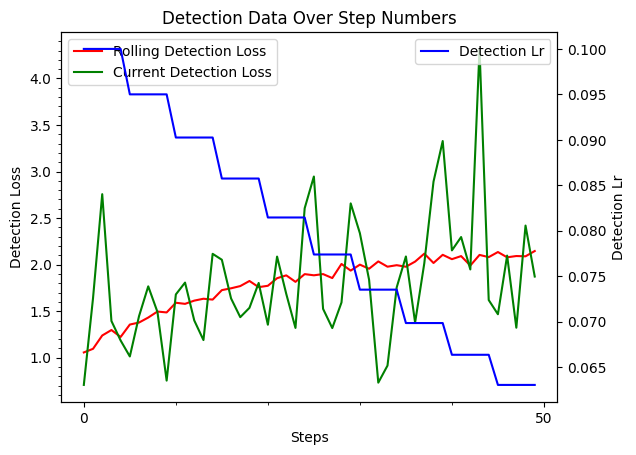 Detection Data Over Step Numbers
Rolling Detection Loss
Current Detection Loss
Detection Lr
4.0
3.5
3.0
2.5
2.0
1.5
1.0
Detection Loss
0.100
0.095
0.090
0.085
0.080
0.075
0.070
0.065
Detection Lr
0
50
Steps